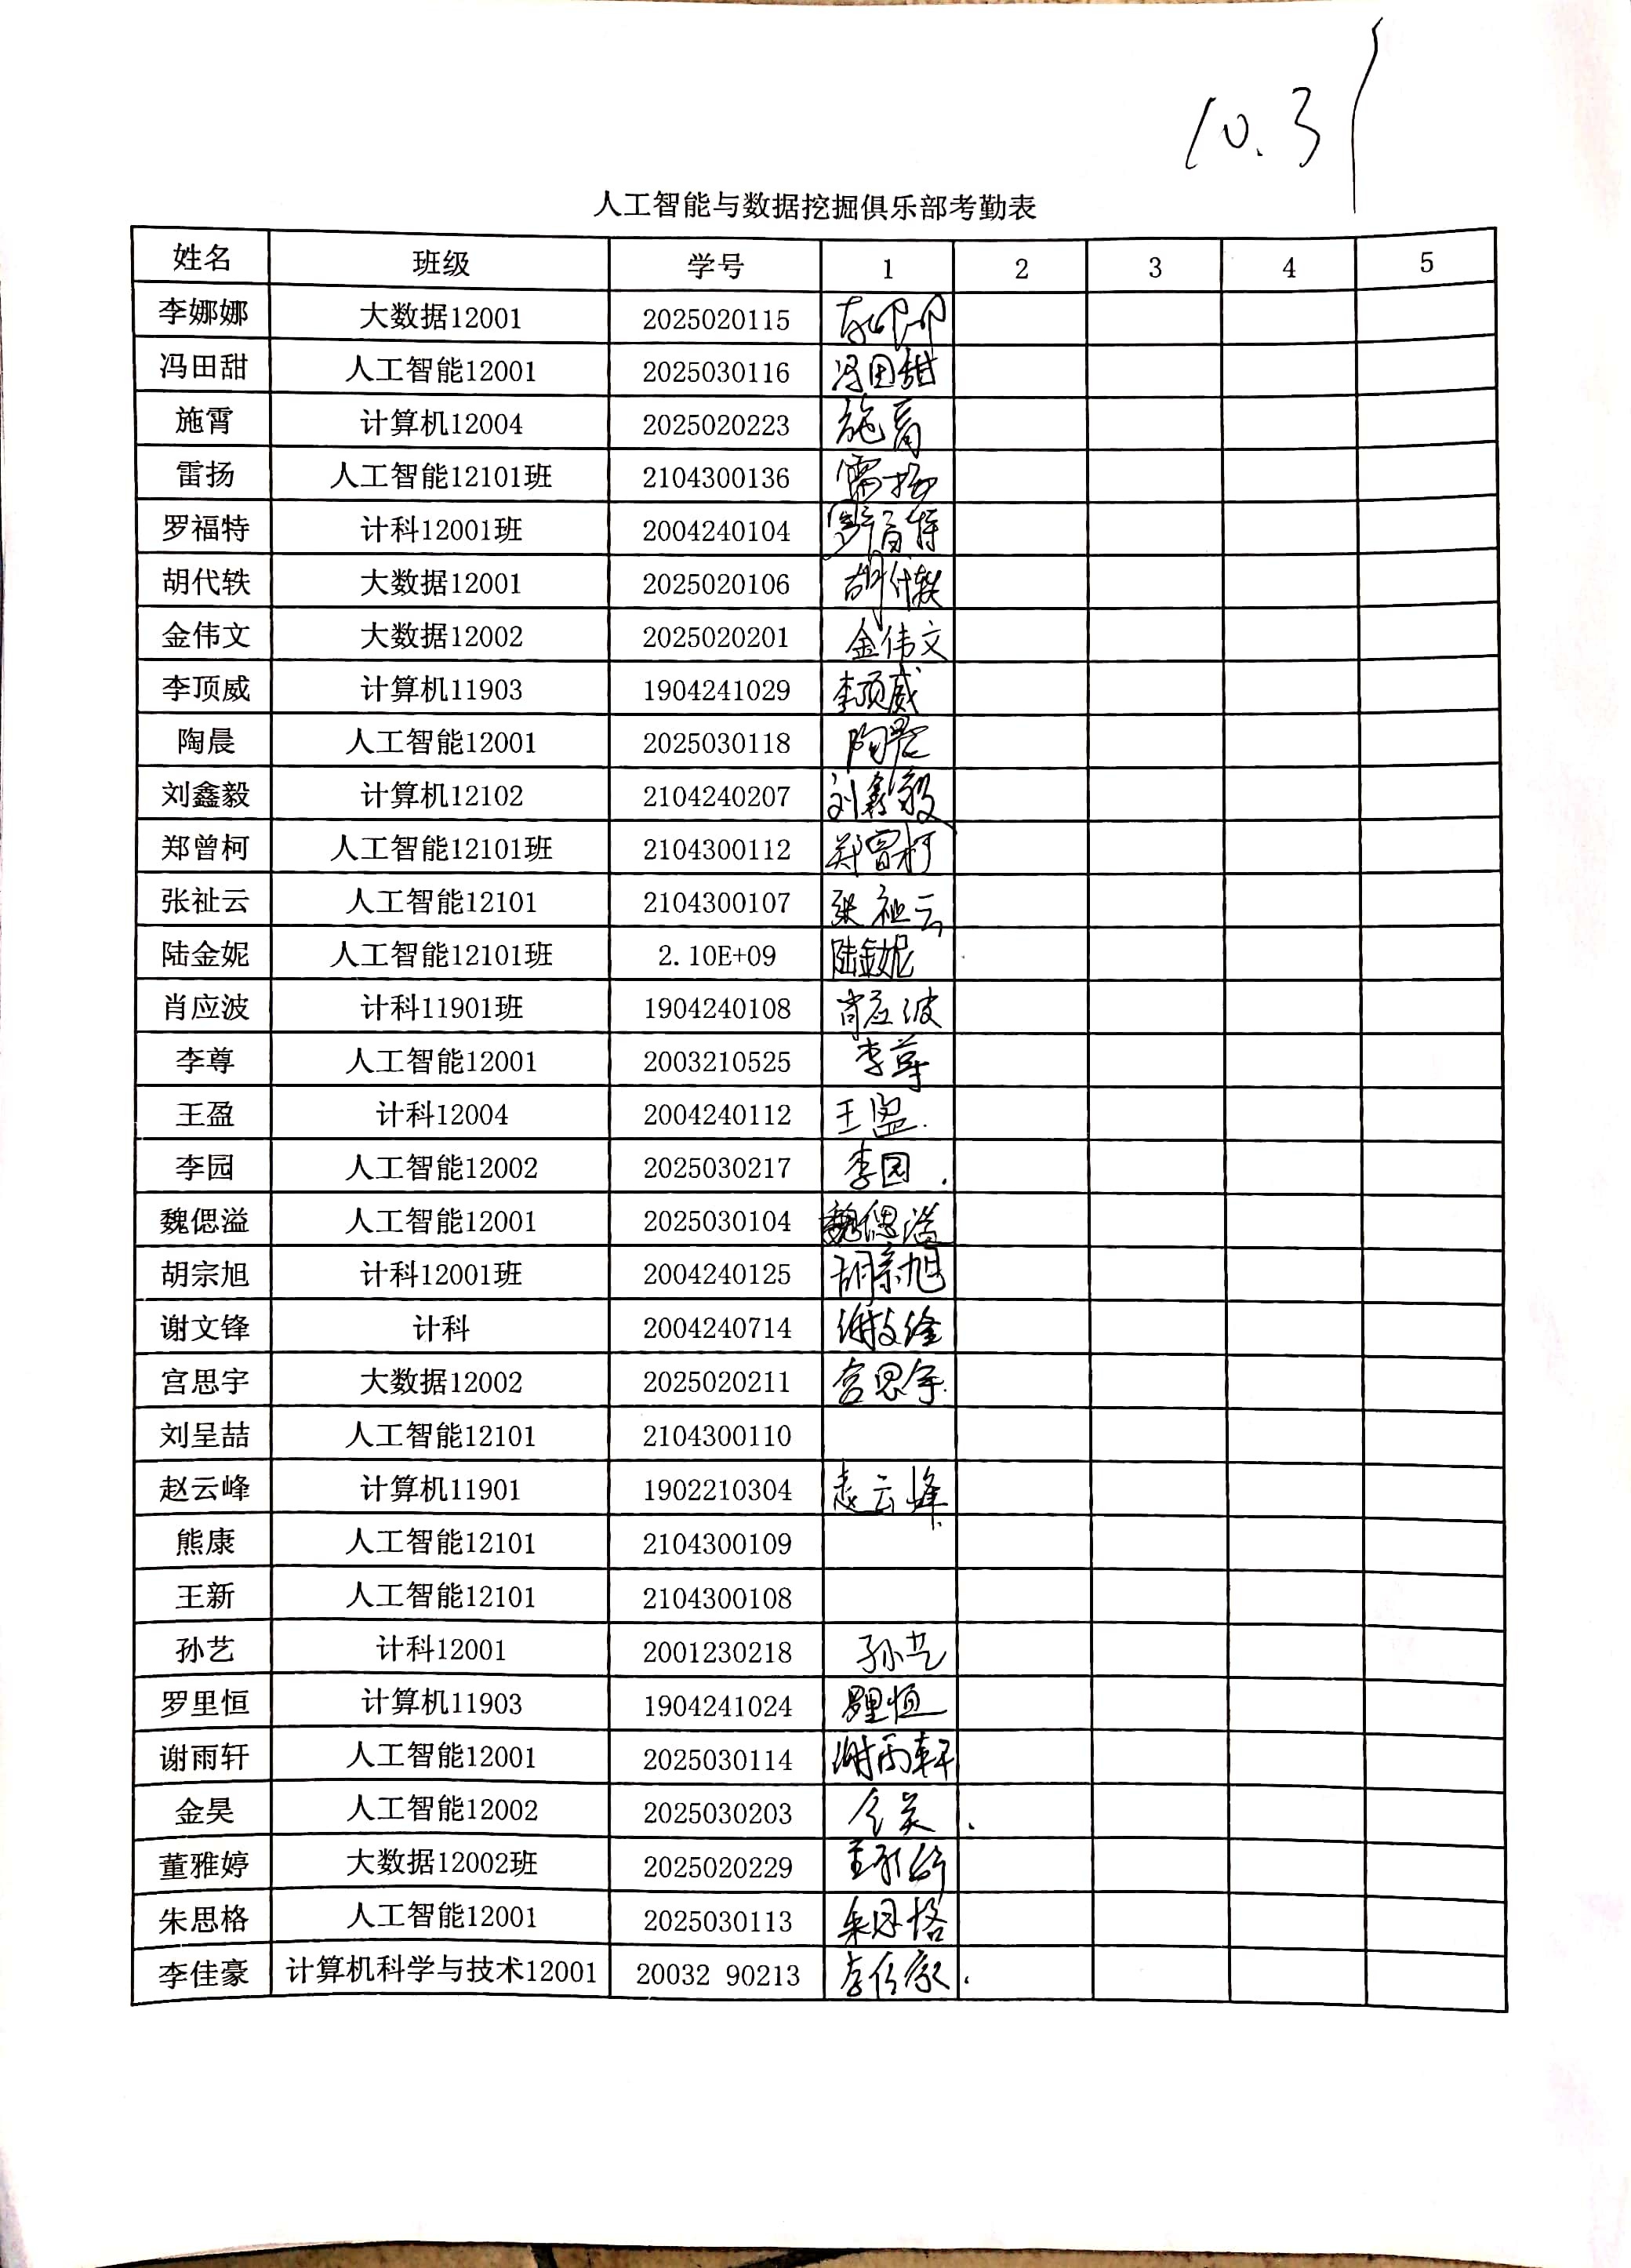 10.31
人工智能与数据挖掘俱乐部考勤表
姓名 班级 学号 1 2 3 4 5
李娜娜 大数据12001 2025020115 李娜娜
冯田甜 人工智能12001 2025030116 冯田甜
施霄 计算机12004 2025020223 施霄
雷扬 人工智能12101班 2104300136 雷扬
罗福特 计科12001班 2004240104 罗福特
胡代轶 大数据12001 2025020106 胡代轶
金伟文 大数据12002 2025020201 金伟文
李顶威 计算机11903 1904241029 李顶威
陶晨 人工智能12001 2025030118 陶晨
刘鑫毅 计算机12102 2104240207 刘鑫毅
郑曾柯 人工智能12101班 2104300112 郑曾柯
张祉云 人工智能12101 2104300107 张祉云
陆金妮 人工智能12101班 2.10E+09 陆金妮
肖应波 计科11901班 1904240108 肖应波
李尊 人工智能12001 2003210525 李尊
王盈 计科12004 2004240112 王盈.
李园 人工智能12002 2025030217 李园.
魏偲溢 人工智能12001 2025030104 魏偲溢
胡宗旭 计科12001班 2004240125 胡宗旭
谢文锋 计科 2004240714 谢文锋
宫思宇 大数据12002 2025020211 宫思宇.
刘呈喆 人工智能12101 2104300110
赵云峰 计算机11901 1902210304 赵云峰
熊康 人工智能12101 2104300109
王新 人工智能12101 2104300108
孙艺 计科12001 2001230218 孙艺
罗里恒 计算机11903 1904241024 罗里恒
谢雨轩 人工智能12001 2025030114 谢雨轩
金昊 人工智能12002 2025030203 金昊.
董雅婷 大数据12002班 2025020229 董雅婷
朱思格 人工智能12001 2025030113 朱思格
李佳豪 计算机科学与技术12001 20032 90213 李佳豪.